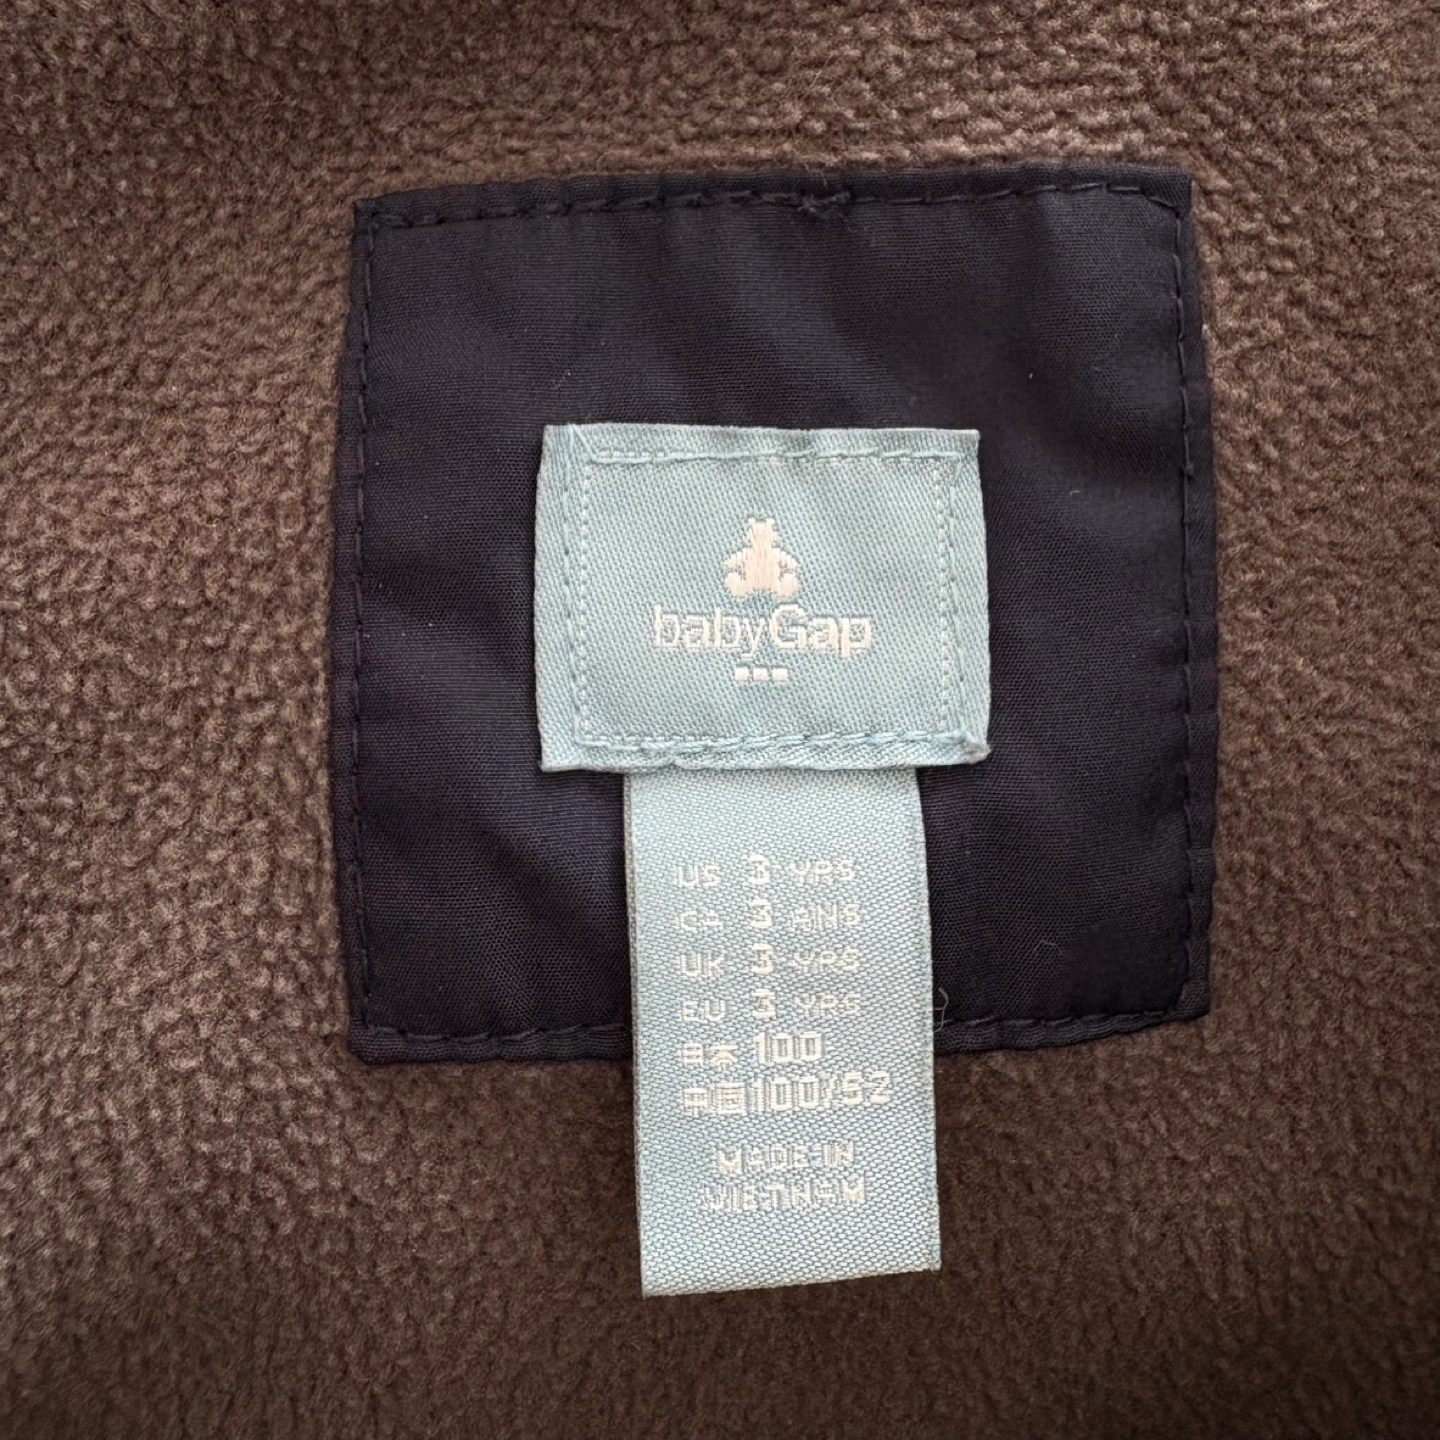 babyGap
US 3 YRS
CA 3 ANS
UK 3 YRS
EU 3 YRS
日本 100
中国 100/52
MADE IN
VIETNAM